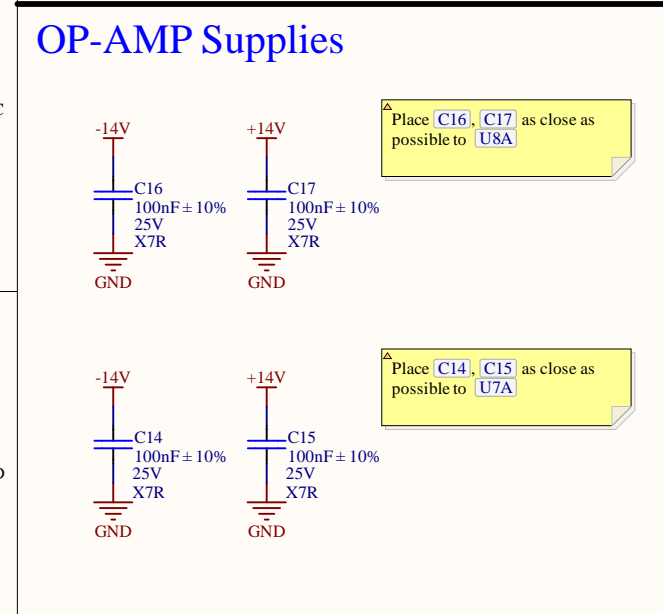 OP-AMP Supplies
-14V
C16
100nF ± 10%
25V
X7R
GND
+14V
C17
100nF ± 10%
25V
X7R
GND
Place C16, C17 as close as
possible to U8A
-14V
C14
100nF ± 10%
25V
X7R
GND
+14V
C15
100nF ± 10%
25V
X7R
GND
Place C14, C15 as close as
possible to U7A